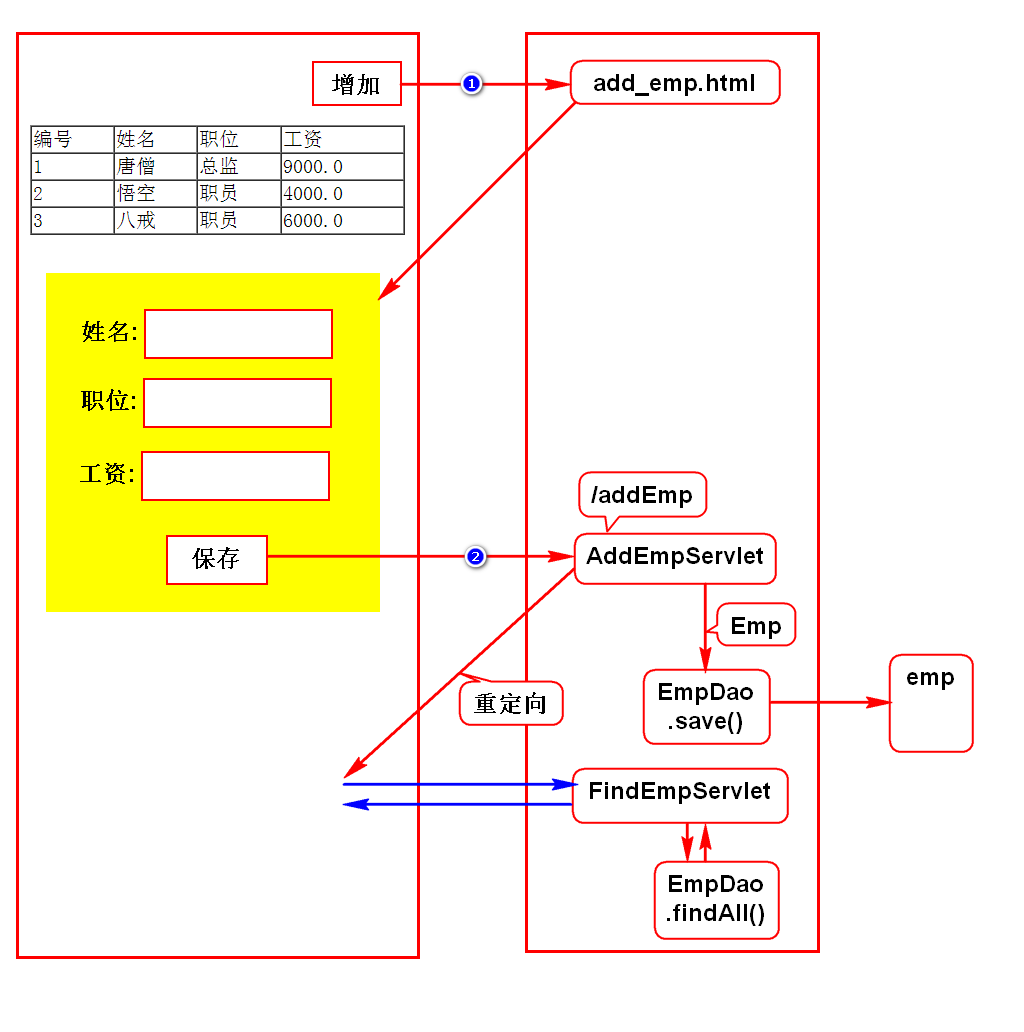 增加
1
add_emp.html
编号 姓名 职位 工资
1 唐僧 总监 9000.0
2 悟空 职员 4000.0
3 八戒 职员 6000.0
姓名:
职位:
工资:
/addEmp
保存
2
AddEmpServlet
Emp
重定向
EmpDao
.save()
emp
FindEmpServlet
EmpDao
.findAll()